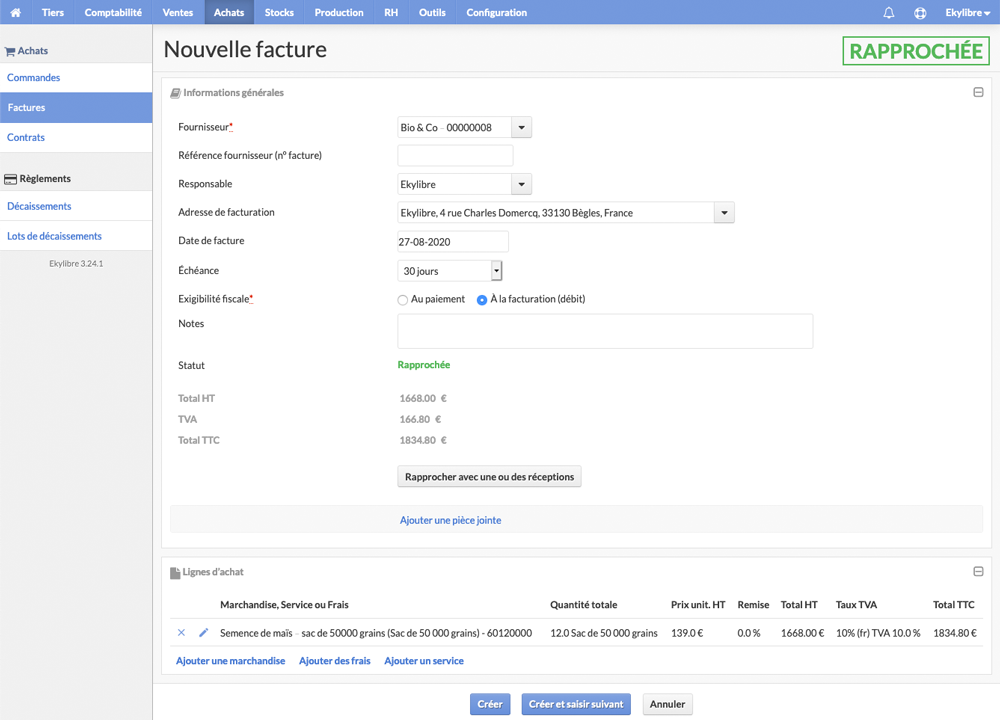 Tiers Comptabilité Ventes Achats Stocks Production RH Outils Configuration Ekylibre
Achats
Commandes
Factures
Contrats
Règlements
Décaissements
Lots de décaissements
Ekylibre 3.24.1
Nouvelle facture
RAPPROCHÉE
Informations générales
Fournisseur* Bio & Co - 00000008
Référence fournisseur (n° facture)
Responsable Ekylibre
Adresse de facturation Ekylibre, 4 rue Charles Domercq, 33130 Bègles, France
Date de facture 27-08-2020
Échéance 30 jours
Exigibilité fiscale* Au paiement À la facturation (débit)
Notes
Statut Rapprochée
Total HT 1668.00 €
TVA 166.80 €
Total TTC 1834.80 €
Rapprocher avec une ou des réceptions
Ajouter une pièce jointe
Lignes d'achat
Marchandise, Service ou Frais Quantité totale Prix unit. HT Remise Total HT Taux TVA Total TTC
Semence de maïs - sac de 50000 grains (Sac de 50 000 grains) - 60120000 12.0 Sac de 50 000 grains 139.0 € 0.0 % 1668.00 € 10% (fr) TVA 10.0 % 1834.80 €
Ajouter une marchandise Ajouter des frais Ajouter un service
Créer Créer et saisir suivant Annuler